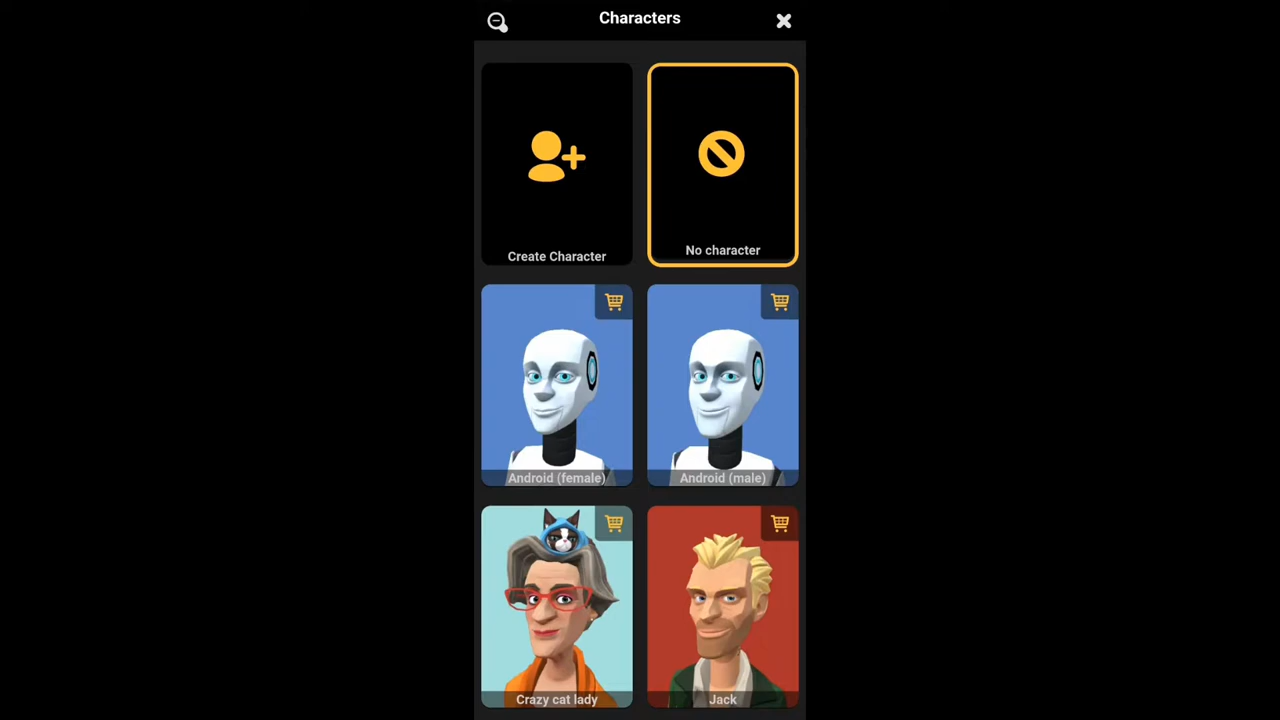 Characters
Create Character
No character
Android (female)
Android (male)
Crazy cat lady
Jack